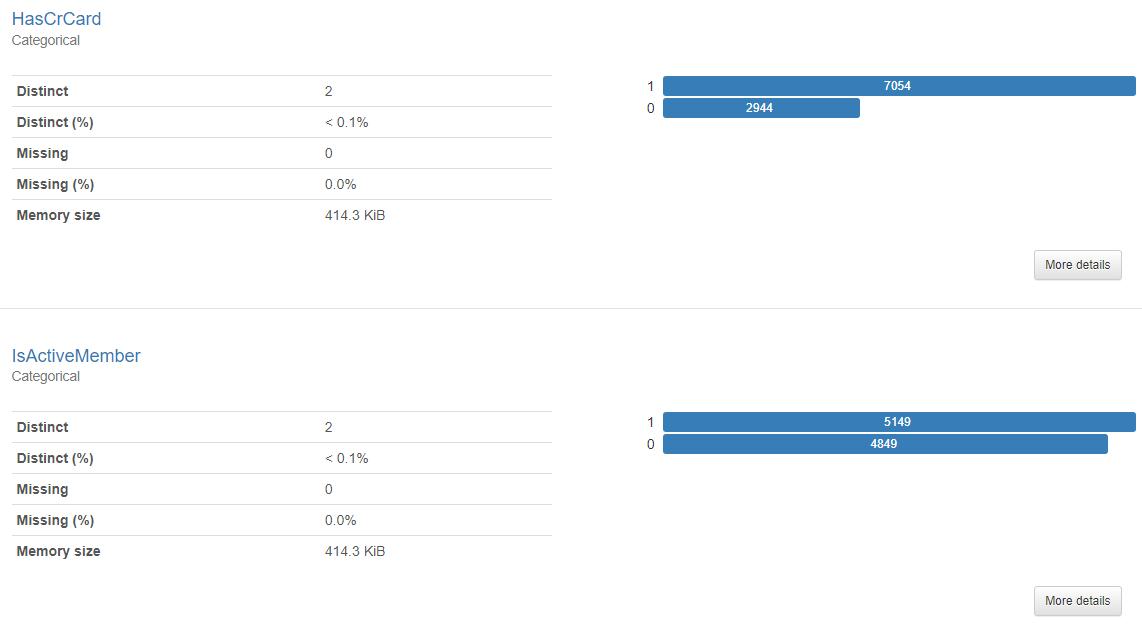 HasCrCard
Categorical
Distinct 2
Distinct (%) < 0.1%
Missing 0
Missing (%) 0.0%
Memory size 414.3 KiB
1 7054
0 2944
More details
IsActiveMember
Categorical
Distinct 2
Distinct (%) < 0.1%
Missing 0
Missing (%) 0.0%
Memory size 414.3 KiB
1 5149
0 4849
More details